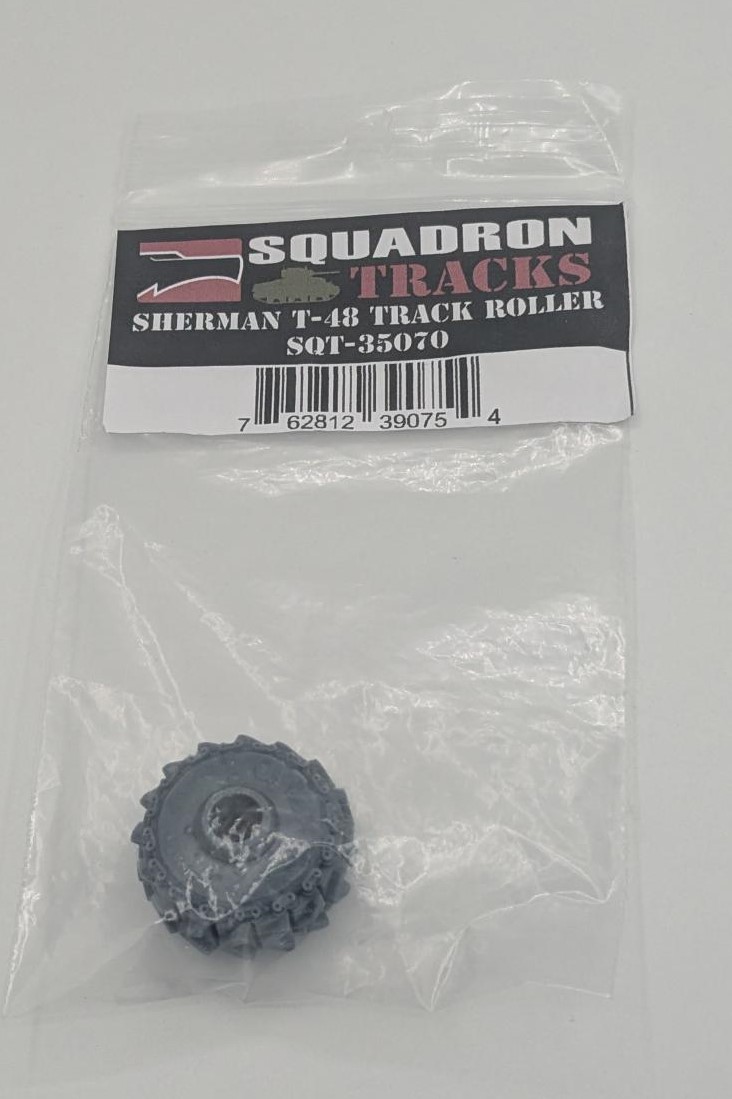 SQUADRON
TRACKS
SHERMAN T-48 TRACK ROLLER
SQT-35070
7 62812 39075 4